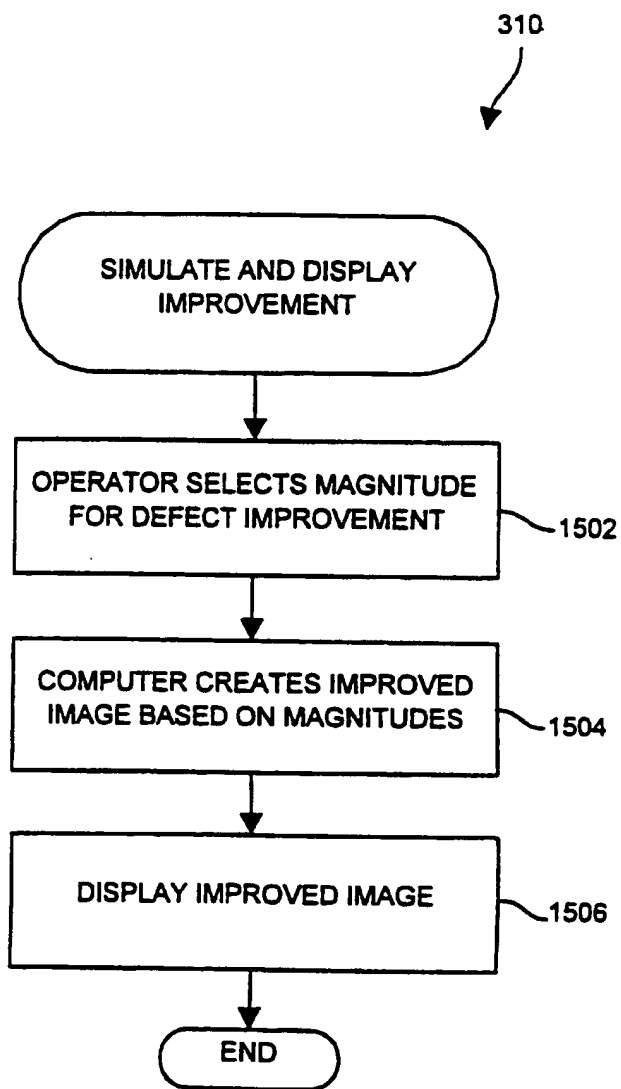 310
SIMULATE AND DISPLAY
IMPROVEMENT
OPERATOR SELECTS MAGNITUDE
FOR DEFECT IMPROVEMENT
1502
COMPUTER CREATES IMPROVED
IMAGE BASED ON MAGNITUDES
1504
DISPLAY IMPROVED IMAGE
1506
END